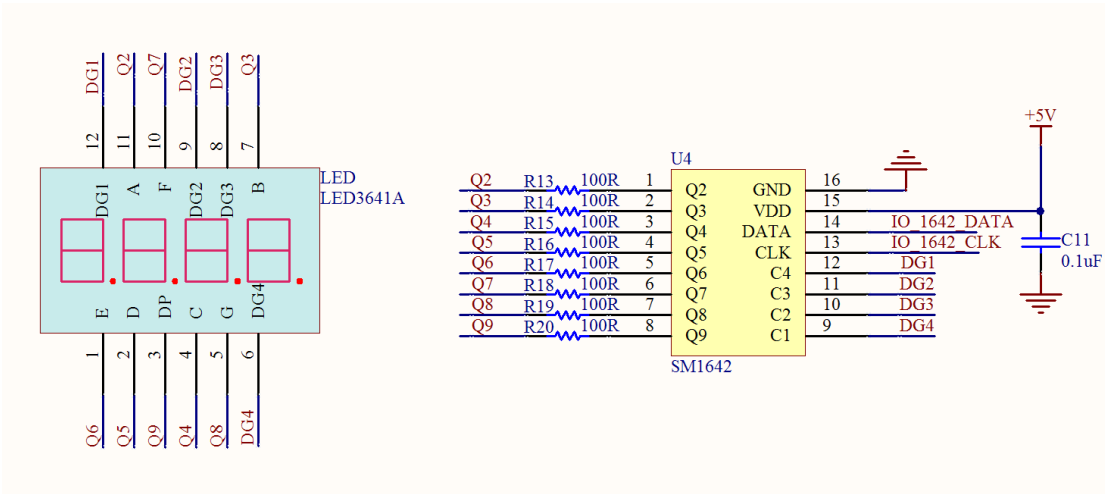 DG1 Q2 Q7 DG2 DG3 Q3
12 11 10 9 8 7
DG1 A F DG2 DG3 B
LED
LED3641A
E D DP C G DG4
1 2 3 4 5 6
Q6 Q5 Q9 Q4 Q8 DG4
U4
Q2 R13 100R 1 Q2 GND 16
Q3 R14 100R 2 Q3 VDD 15
Q4 R15 100R 3 Q4 DATA 14 IO_1642_DATA
Q5 R16 100R 4 Q5 CLK 13 IO_1642_CLK
Q6 R17 100R 5 Q6 C4 12 DG1
Q7 R18 100R 6 Q7 C3 11 DG2
Q8 R19 100R 7 Q8 C2 10 DG3
Q9 R20 100R 8 Q9 C1 9 DG4
SM1642
+5V
C11
0.1uF